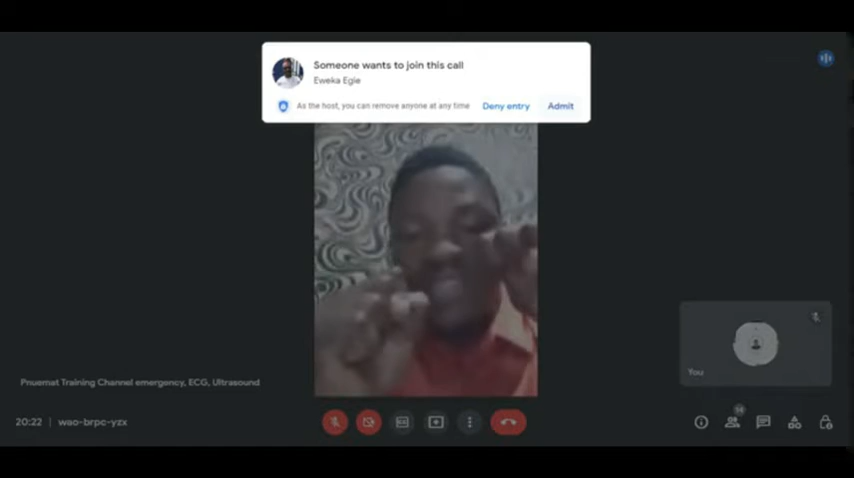 Someone wants to join this call
Eweka Egie
As the host, you can remove anyone at any time
Deny entry
Admit
You
Pnuemat Training Channel emergency, ECG, Ultrasound
20:22 | wao-brpc-yzx